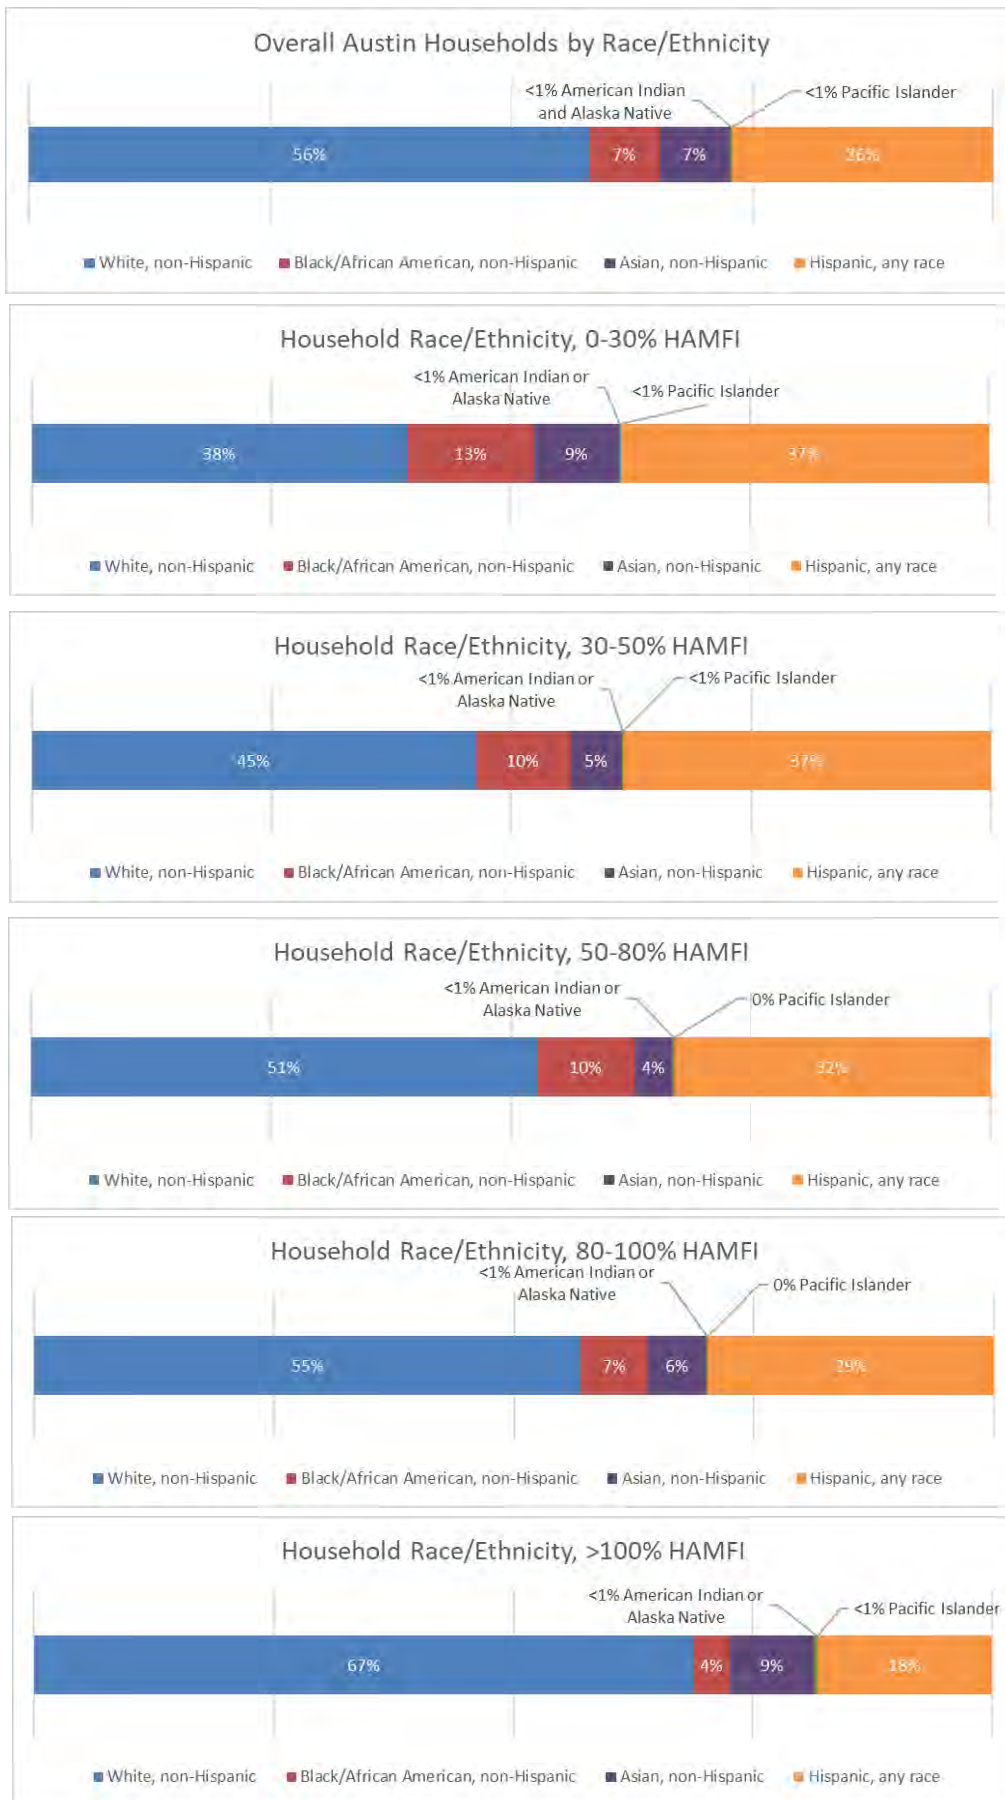 Overall Austin Households by Race/Ethnicity
<1% American Indian
and Alaska Native
<1% Pacific Islander
56%
7%
7%
26%
White, non-Hispanic
Black/African American, non-Hispanic
Asian, non-Hispanic
Hispanic, any race
Household Race/Ethnicity, 0-30% HAMFI
<1% American Indian or
Alaska Native
<1% Pacific Islander
38%
13%
9%
37%
White, non-Hispanic
Black/African American, non-Hispanic
Asian, non-Hispanic
Hispanic, any race
Household Race/Ethnicity, 30-50% HAMFI
<1% American Indian or
Alaska Native
<1% Pacific Islander
45%
10%
5%
37%
White, non-Hispanic
Black/African American, non-Hispanic
Asian, non-Hispanic
Hispanic, any race
Household Race/Ethnicity, 50-80% HAMFI
<1% American Indian or
Alaska Native
0% Pacific Islander
51%
10%
4%
32%
White, non-Hispanic
Black/African American, non-Hispanic
Asian, non-Hispanic
Hispanic, any race
Household Race/Ethnicity, 80-100% HAMFI
<1% American Indian or
Alaska Native
0% Pacific Islander
55%
7%
6%
29%
White, non-Hispanic
Black/African American, non-Hispanic
Asian, non-Hispanic
Hispanic, any race
Household Race/Ethnicity, >100% HAMFI
<1% American Indian or
Alaska Native
<1% Pacific Islander
67%
4%
9%
18%
White, non-Hispanic
Black/African American, non-Hispanic
Asian, non-Hispanic
Hispanic, any race